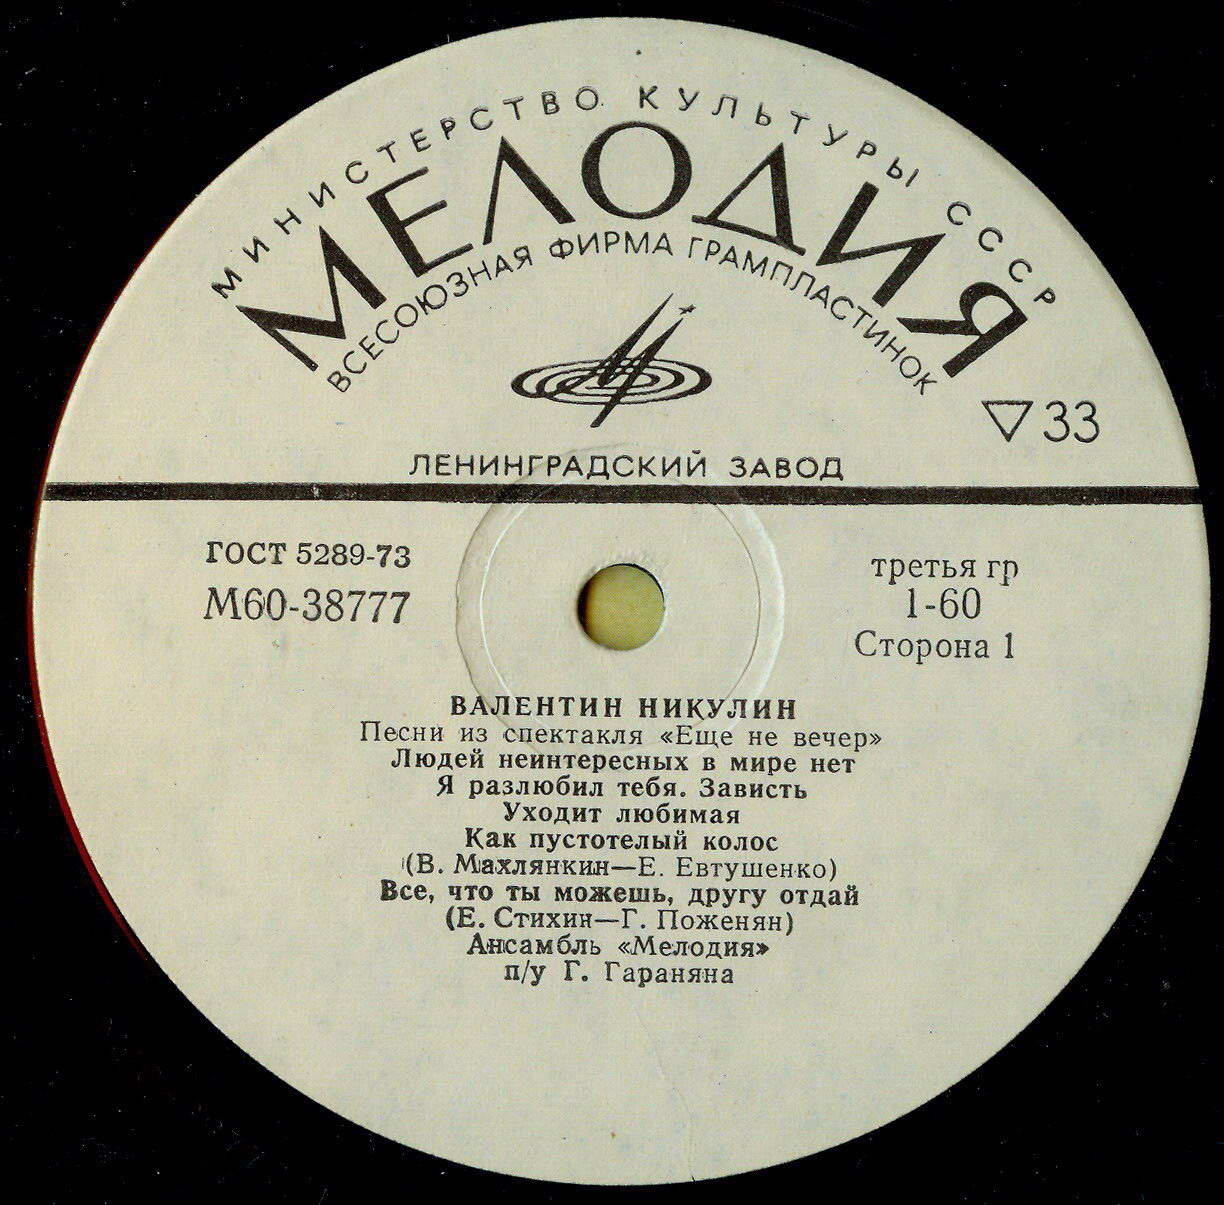 МИНИСТЕРСТВО КУЛЬТУРЫ СССР
МЕЛОДИЯ
ВСЕСОЮЗНАЯ ФИРМА ГРАМПЛАСТИНОК
▽33
ЛЕНИНГРАДСКИЙ ЗАВОД
ГОСТ 5289-73
М60-38777
третья гр
1-60
Сторона 1
ВАЛЕНТИН НИКУЛИН
Песни из спектакля «Еще не вечер»
Людей неинтересных в мире нет
Я разлюбил тебя. Зависть
Уходит любимая
Как пустотелый колос
(В. Махлянкин—Е. Евтушенко)
Все, что ты можешь, другу отдай
(Е. Стихин—Г. Поженян)
Ансамбль «Мелодия»
п/у Г. Гараняна